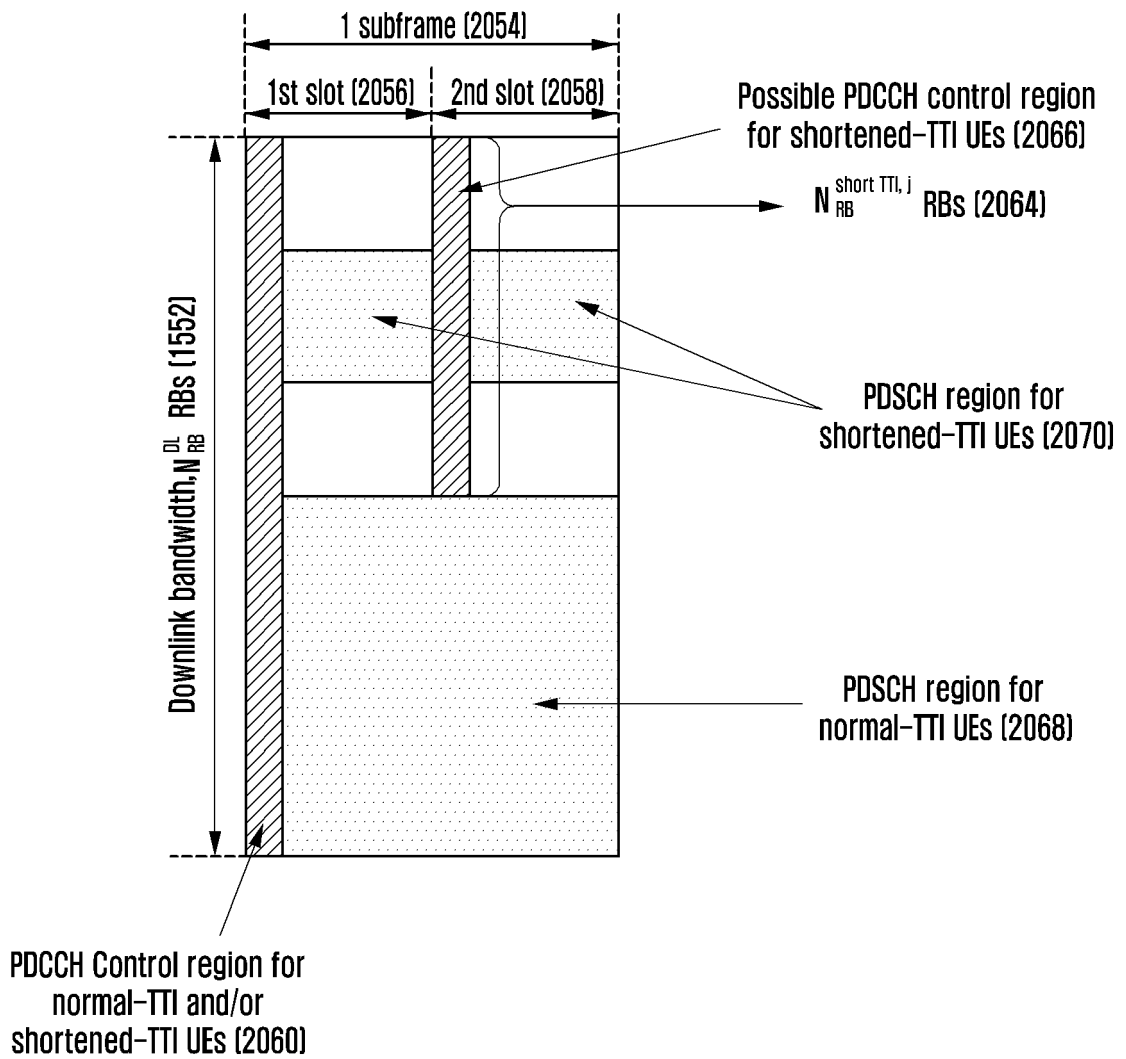 1 subframe (2054)
1st slot (2056)
2nd slot (2058)
Possible PDCCH control region
for shortened-TTI UEs (2066)
N RB short TTI, j RBs (2064)
Downlink bandwidth, N RB DL RBs (1552)
PDSCH region for
shortened-TTI UEs (2070)
PDSCH region for
normal-TTI UEs (2068)
PDCCH Control region for
normal-TTI and/or
shortened-TTI UEs (2060)